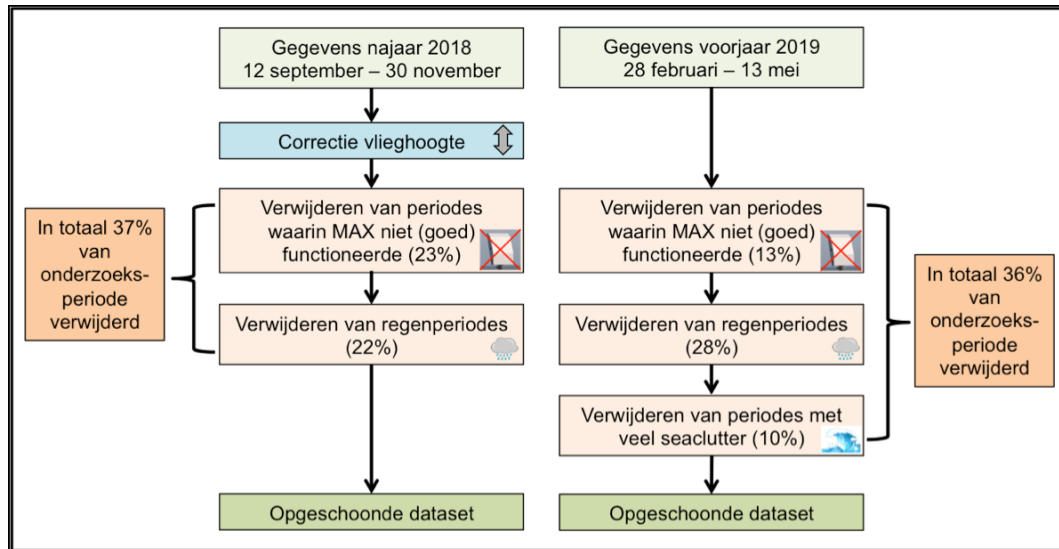 Gegevens najaar 2018
12 september – 30 november
Correctie vlieghoogte
Verwijderen van periodes
waarin MAX niet (goed)
functioneerde (23%)
In totaal 37%
van
onderzoeks-
periode
verwijderd
Verwijderen van regenperiodes
(22%)
Opgeschoonde dataset
Gegevens voorjaar 2019
28 februari – 13 mei
Verwijderen van periodes
waarin MAX niet (goed)
functioneerde (13%)
Verwijderen van regenperiodes
(28%)
In totaal 36%
van
onderzoeks-
periode
verwijderd
Verwijderen van periodes met
veel seaclutter (10%)
Opgeschoonde dataset